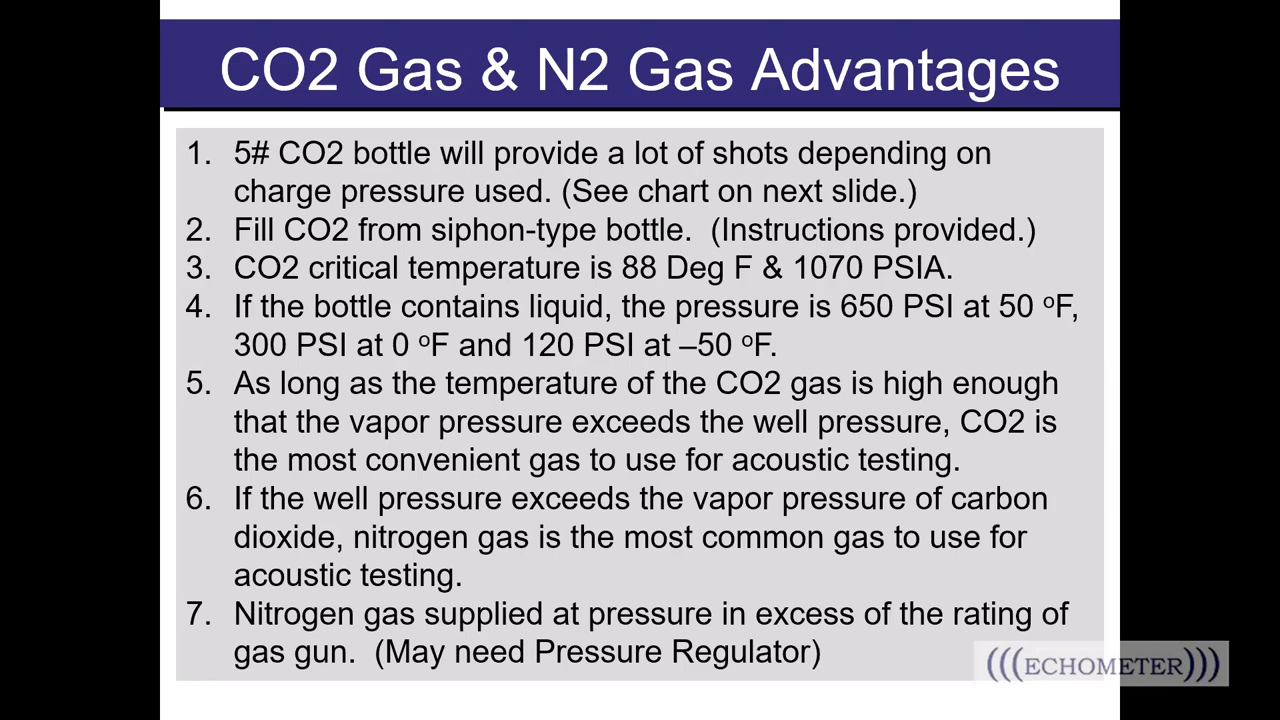 CO2 Gas & N2 Gas Advantages
1. 5# CO2 bottle will provide a lot of shots depending on
charge pressure used. (See chart on next slide.)
2. Fill CO2 from siphon-type bottle. (Instructions provided.)
3. CO2 critical temperature is 88 Deg F & 1070 PSIA.
4. If the bottle contains liquid, the pressure is 650 PSI at 50 ºF,
300 PSI at 0 ºF and 120 PSI at –50 ºF.
5. As long as the temperature of the CO2 gas is high enough
that the vapor pressure exceeds the well pressure, CO2 is
the most convenient gas to use for acoustic testing.
6. If the well pressure exceeds the vapor pressure of carbon
dioxide, nitrogen gas is the most common gas to use for
acoustic testing.
7. Nitrogen gas supplied at pressure in excess of the rating of
gas gun. (May need Pressure Regulator)
(((ECHOMETER)))